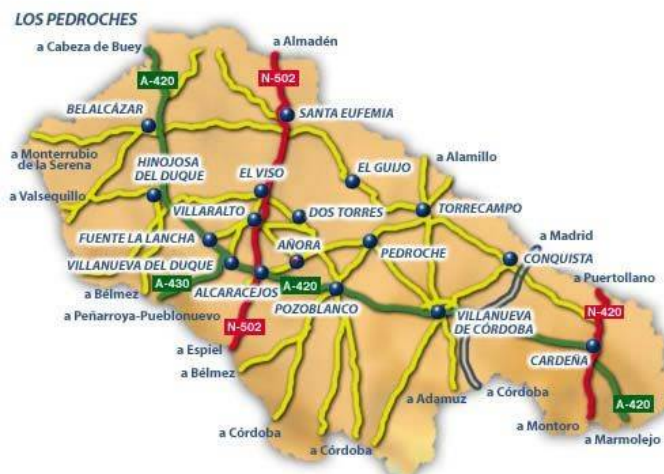 LOS PEDROCHES
a Cabeza de Buey
a Almadén
A-420
N-502
BELALCÁZAR
SANTA EUFEMIA
a Monterrubio
de la Serena
HINOJOSA
DEL DUQUE
EL VISO
EL GUIJO
a Alamillo
a Valsequillo
VILLARALTO
DOS TORRES
TORRECAMPO
FUENTE LA LANCHA
AÑORA
PEDROCHE
a Madrid
CONQUISTA
VILLANUEVA DEL DUQUE
a Puertollano
a Bélmez
A-430
ALCARACEJOS
A-420
POZOBLANCO
a Peñarroya-Pueblonuevo
N-502
VILLANUEVA
DE CÓRDOBA
N-420
a Espiel
CARDEÑA
a Bélmez
a Adamuz
a Córdoba
A-420
a Córdoba
a Córdoba
a Montoro
a Marmolejo